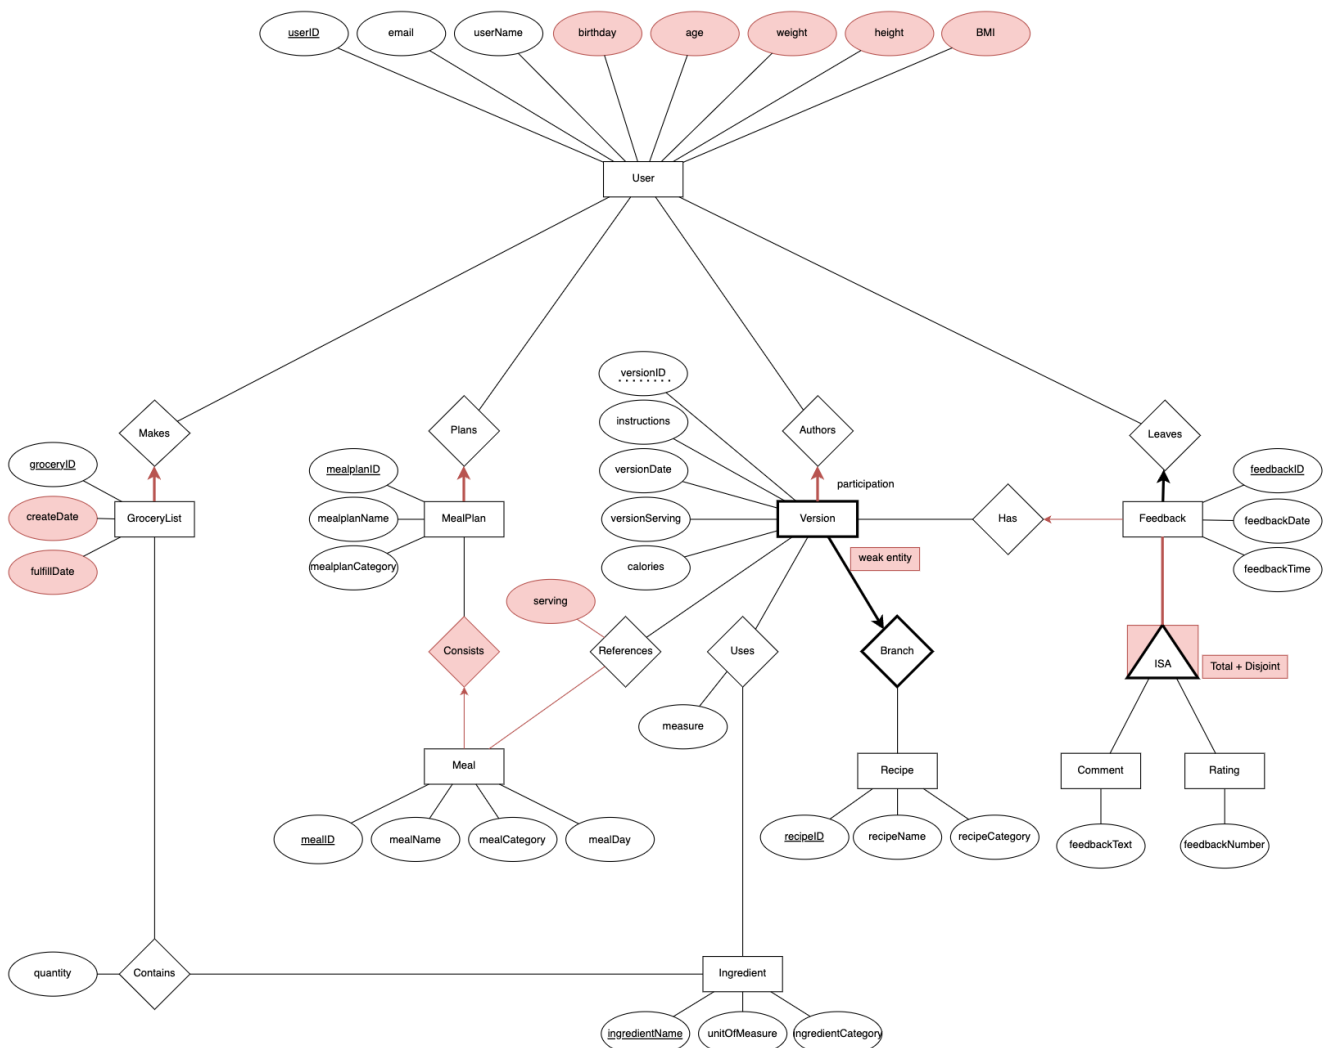 userID
email
userName
birthday
age
weight
height
BMI
User
versionID
instructions
Makes
Plans
Authors
Leaves
groceryID
mealplanID
versionDate
feedbackID
participation
createDate
GroceryList
mealplanName
MealPlan
versionServing
Version
Has
Feedback
feedbackDate
fulfillDate
mealplanCategory
calories
weak entity
feedbackTime
serving
Consists
References
Uses
Branch
ISA
Total + Disjoint
measure
Meal
Recipe
Comment
Rating
mealID
mealName
mealCategory
mealDay
recipeID
recipeName
recipeCategory
feedbackText
feedbackNumber
quantity
Contains
Ingredient
ingredientName
unitOfMeasure
ingredientCategory